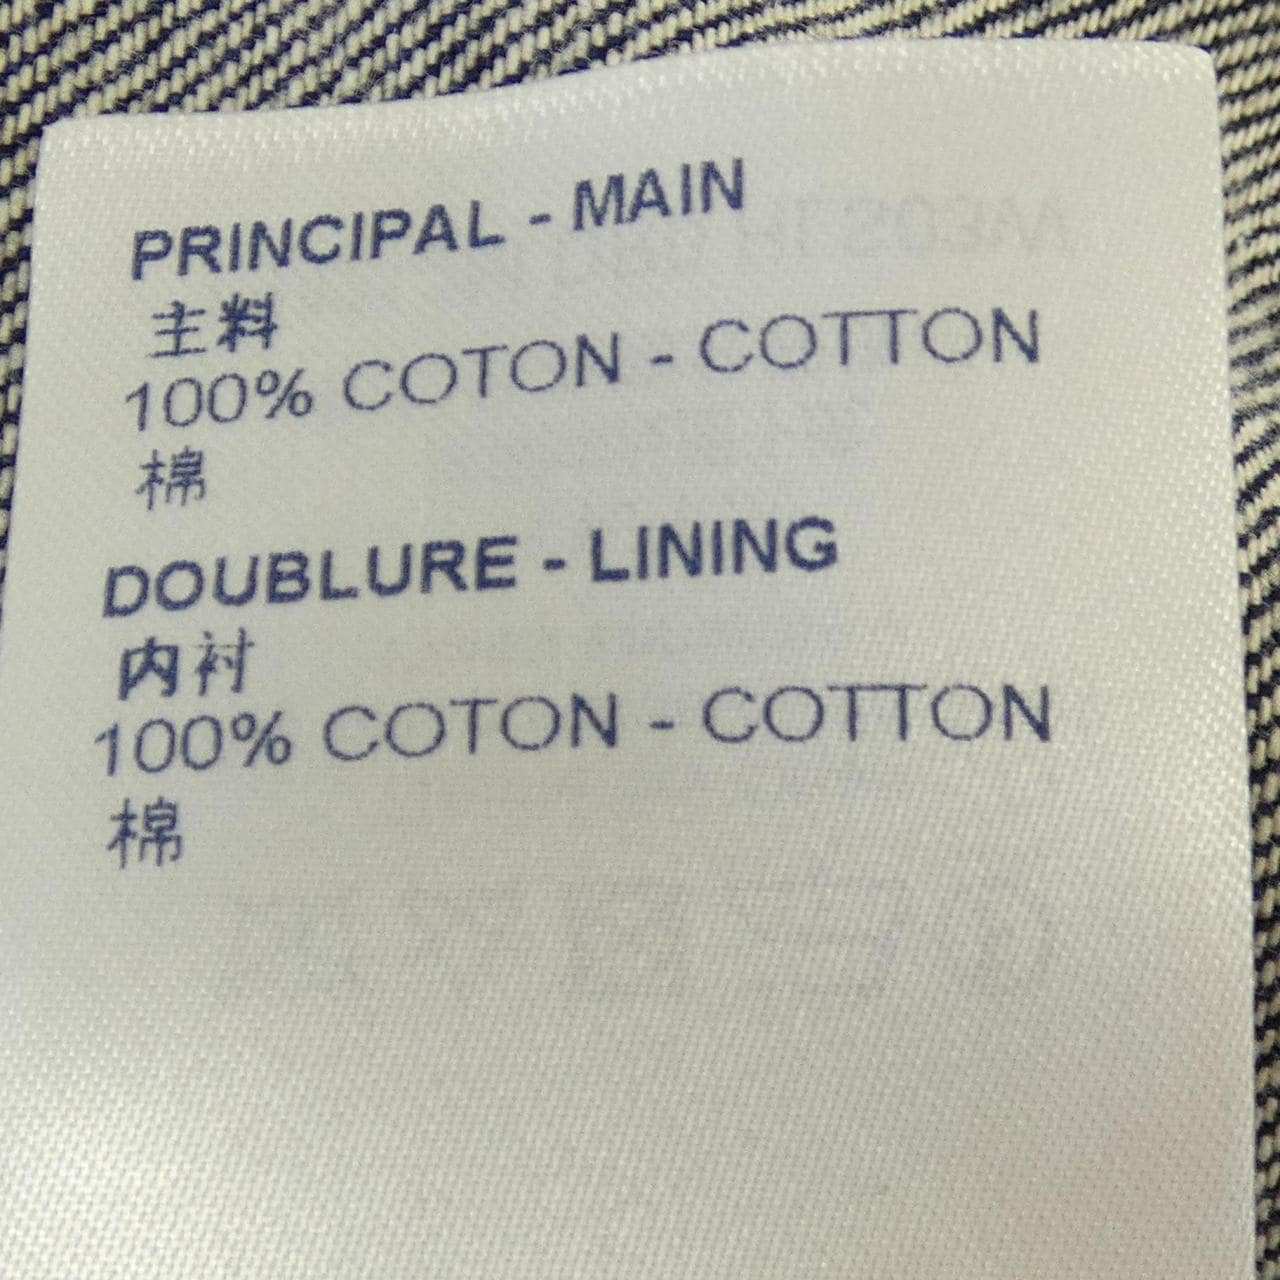 PRINCIPAL - MAIN
主料
100% COTON - COTTON
棉
DOUBLURE - LINING
内衬
100% COTON - COTTON
棉